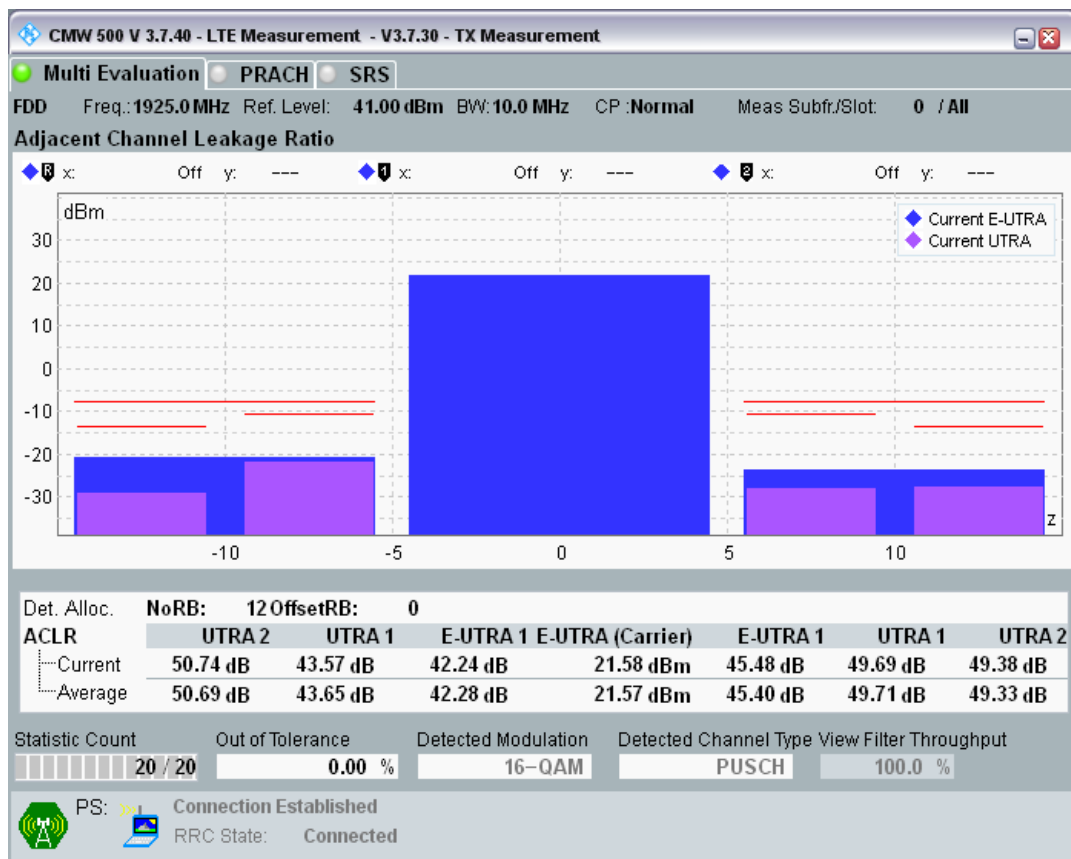 CMW 500 V 3.7.40 - LTE Measurement - V3.7.30 - TX Measurement
Multi Evaluation PRACH SRS
FDD Freq.:1925.0 MHz Ref. Level: 41.00 dBm BW:10.0 MHz CP :Normal Meas Subfr./Slot: 0 / All
Adjacent Channel Leakage Ratio
R x: Off y: --- 1 x: Off y: --- 2 x: Off y: ---
dBm
Current E-UTRA
Current UTRA
30
20
10
0
-10
-20
-30
z
-10 -5 0 5 10
Det. Alloc. NoRB: 12 OffsetRB: 0
ACLR UTRA 2 UTRA 1 E-UTRA 1 E-UTRA (Carrier) E-UTRA 1 UTRA 1 UTRA 2
Current 50.74 dB 43.57 dB 42.24 dB 21.58 dBm 45.48 dB 49.69 dB 49.38 dB
Average 50.69 dB 43.65 dB 42.28 dB 21.57 dBm 45.40 dB 49.71 dB 49.33 dB
Statistic Count Out of Tolerance Detected Modulation Detected Channel Type View Filter Throughput
20 / 20 0.00 % 16-QAM PUSCH 100.0 %
PS: Connection Established
RRC State: Connected